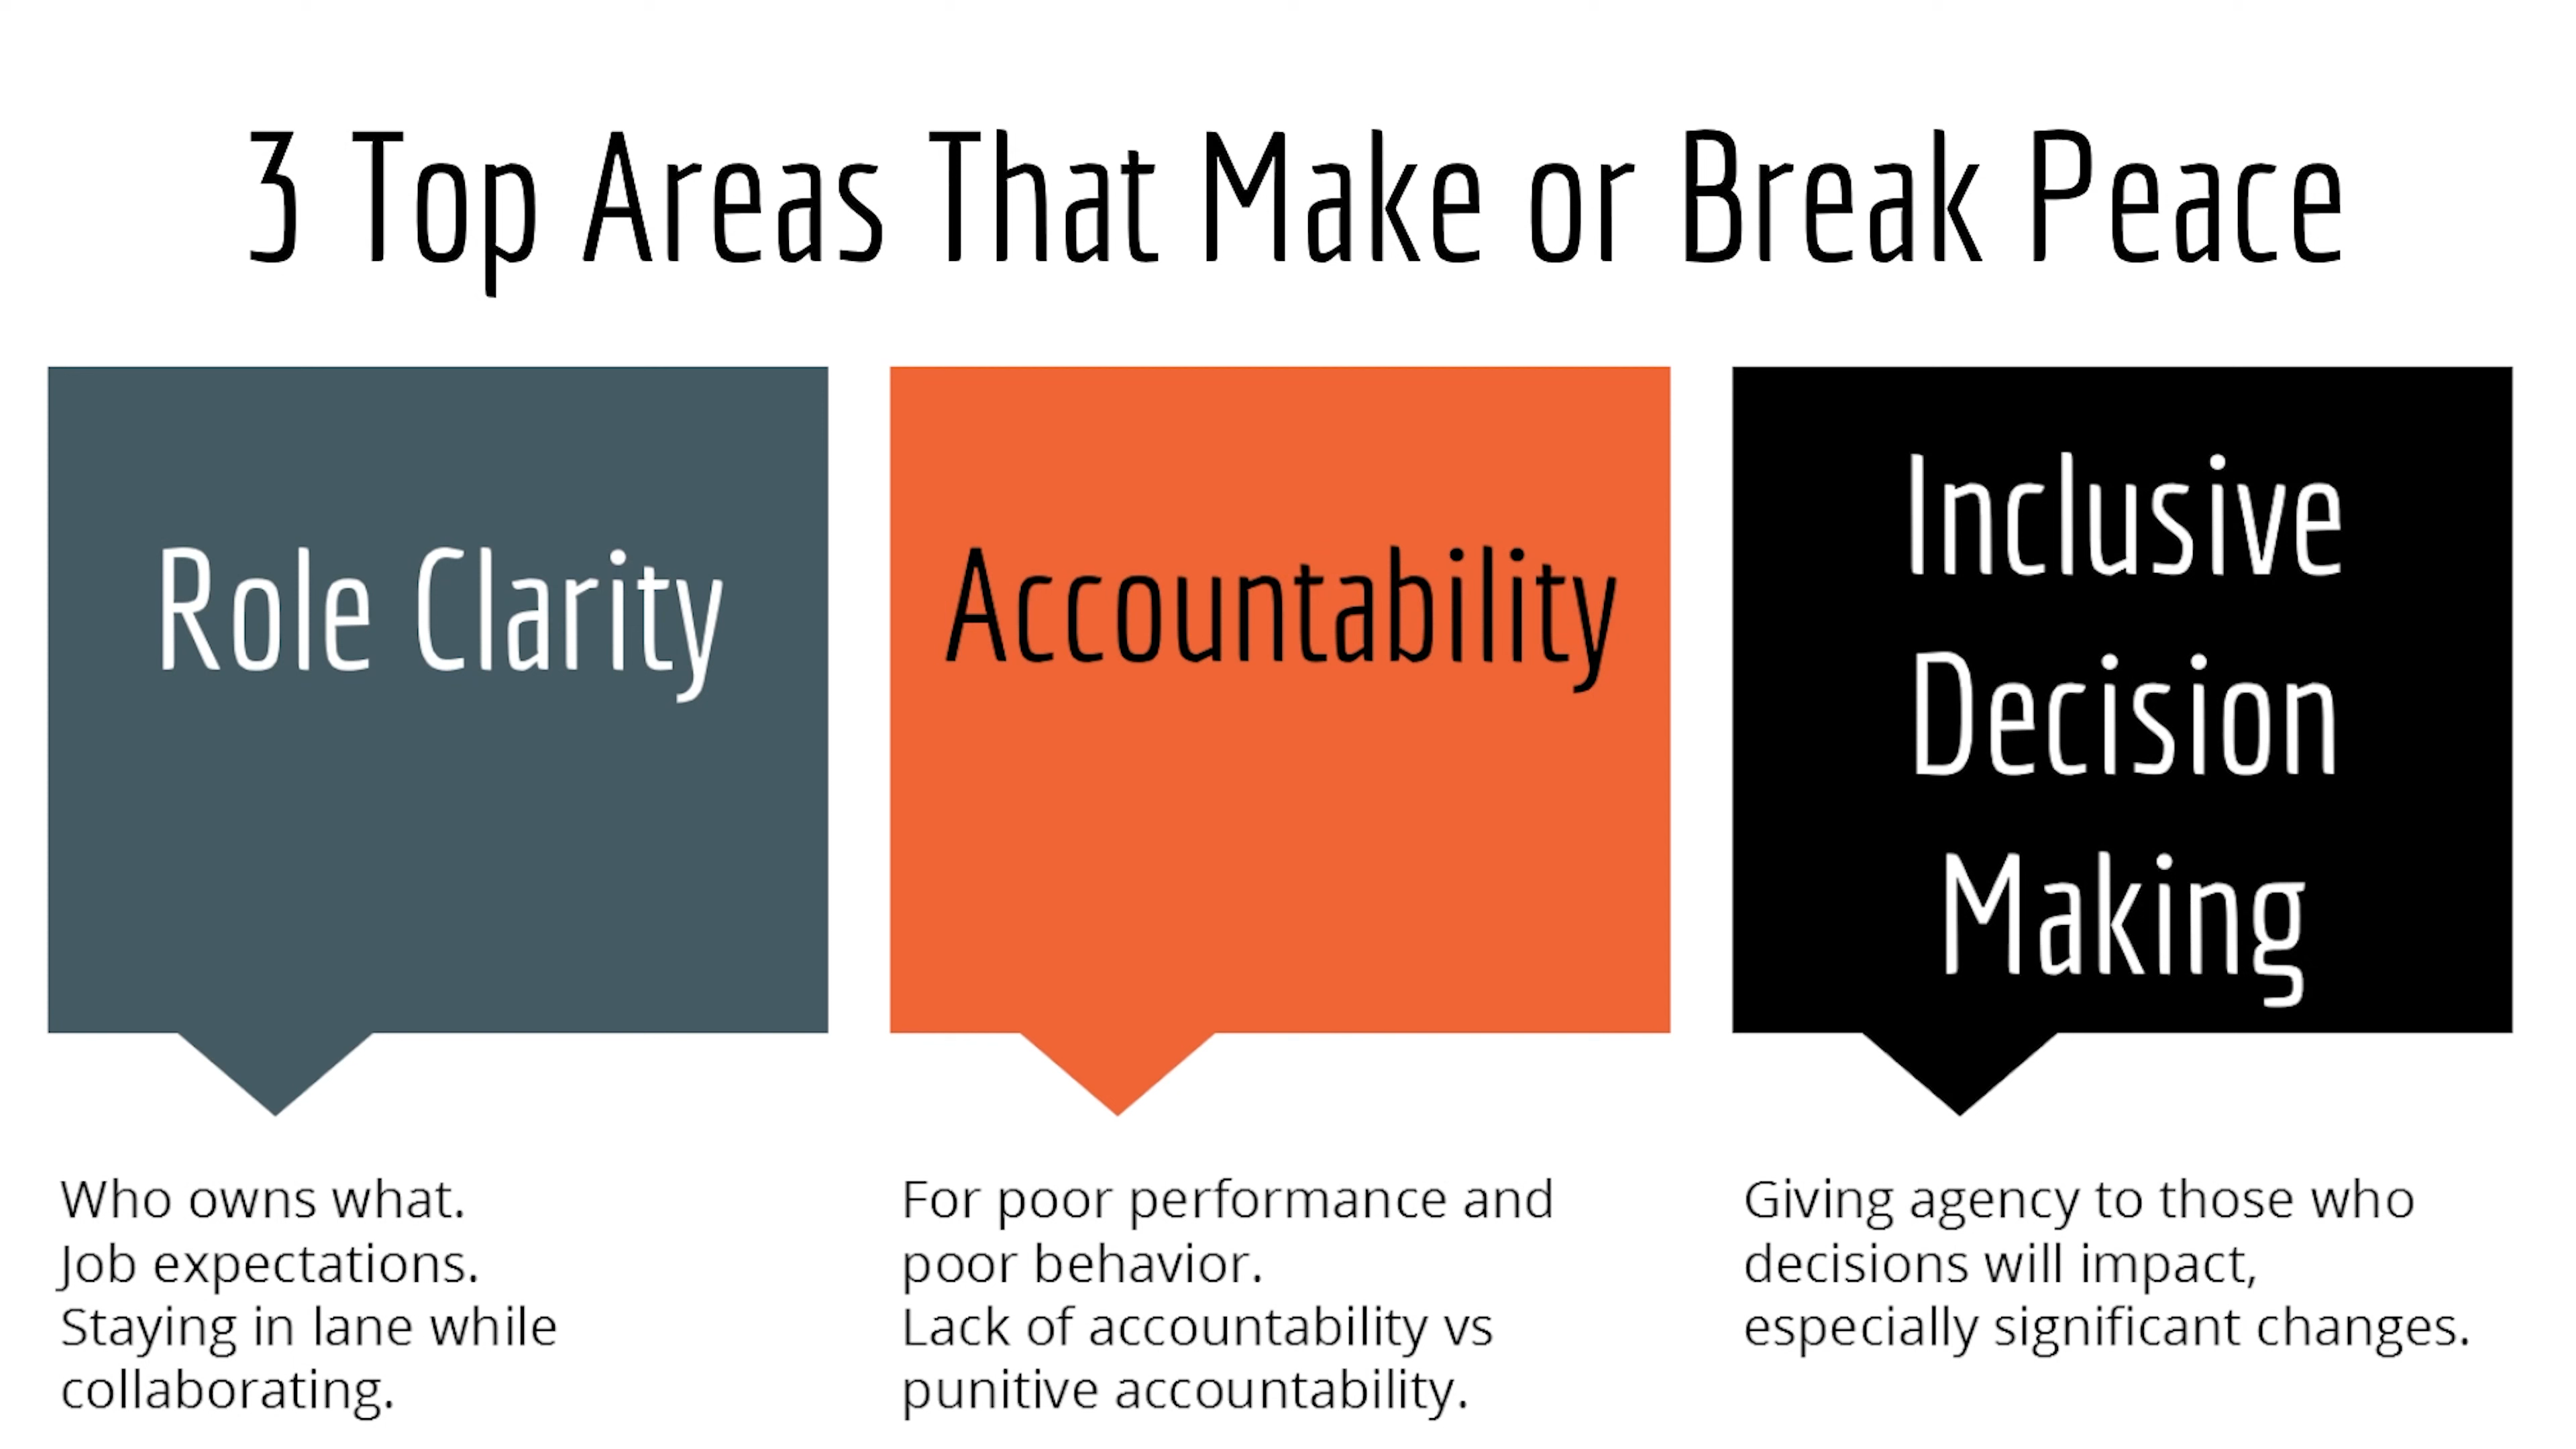 3 Top Areas That Make or Break Peace
Role Clarity
Who owns what.
Job expectations.
Staying in lane while
collaborating.
Accountability
For poor performance and
poor behavior.
Lack of accountability vs
punitive accountability.
Inclusive
Decision
Making
Giving agency to those who
decisions will impact,
especially significant changes.